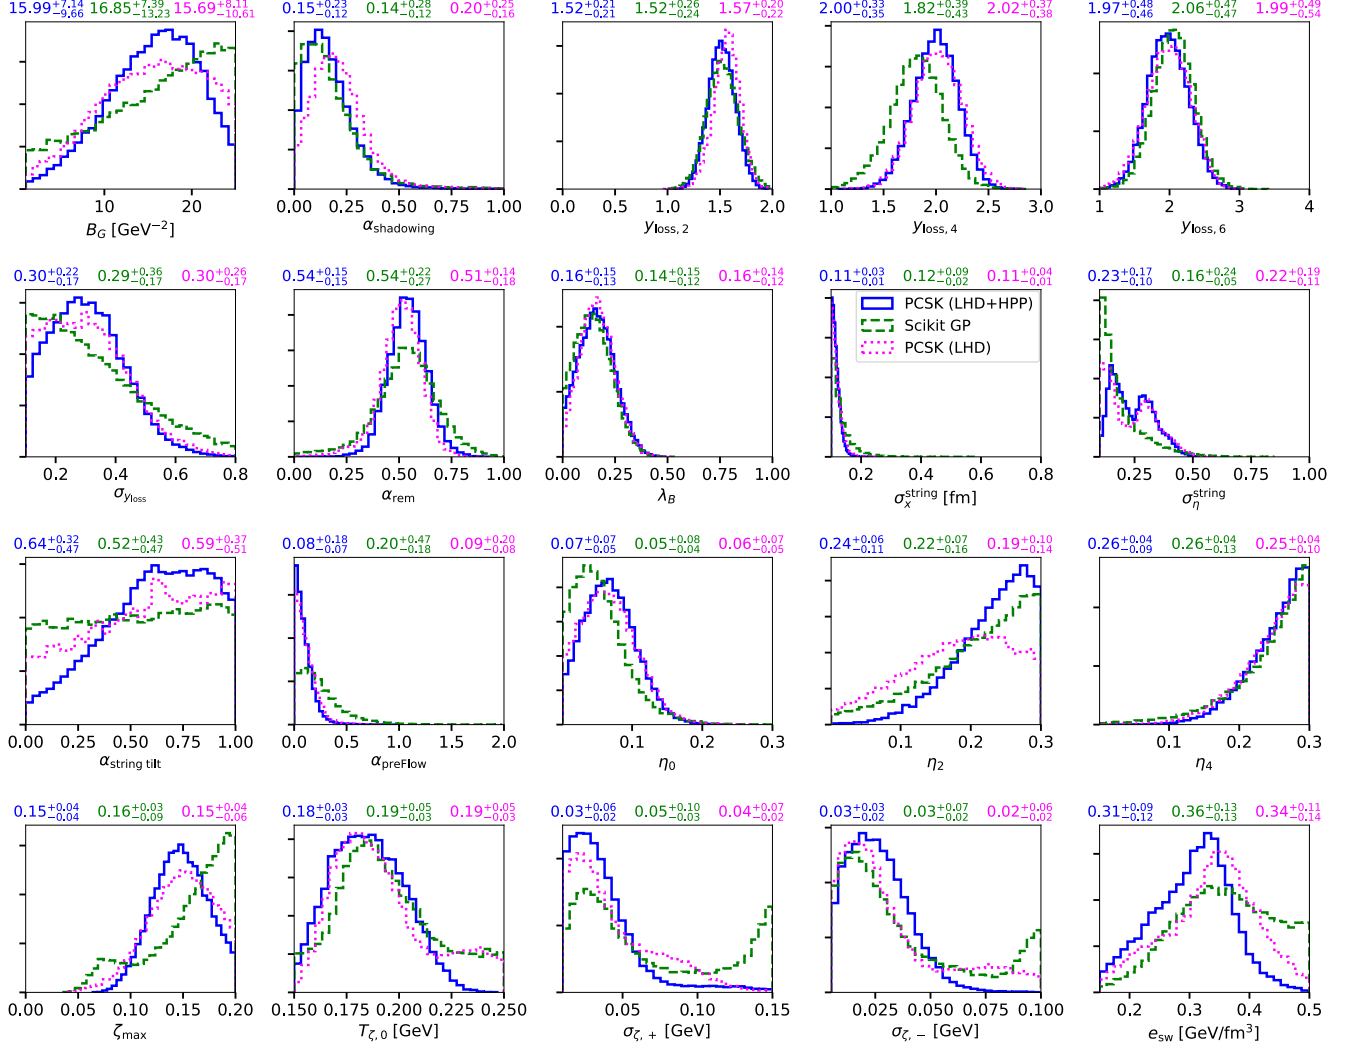 15.99^{+7.14}_{-9.66} 16.85^{+7.39}_{-13.23} 15.69^{+8.11}_{-10.61}
0.15^{+0.23}_{-0.12} 0.14^{+0.28}_{-0.12} 0.20^{+0.25}_{-0.16}
1.52^{+0.21}_{-0.21} 1.52^{+0.26}_{-0.24} 1.57^{+0.20}_{-0.22}
2.00^{+0.33}_{-0.35} 1.82^{+0.39}_{-0.43} 2.02^{+0.37}_{-0.38}
1.97^{+0.48}_{-0.46} 2.06^{+0.47}_{-0.47} 1.99^{+0.49}_{-0.54}
10 20
B_G [GeV^{−2}]
0.00 0.25 0.50 0.75 1.00
α_{shadowing}
0.0 0.5 1.0 1.5 2.0
y_{loss, 2}
1.0 1.5 2.0 2.5 3.0
y_{loss, 4}
1 2 3 4
y_{loss, 6}
0.30^{+0.22}_{-0.17} 0.29^{+0.36}_{-0.17} 0.30^{+0.26}_{-0.17}
0.54^{+0.15}_{-0.15} 0.54^{+0.22}_{-0.27} 0.51^{+0.14}_{-0.18}
0.16^{+0.15}_{-0.13} 0.14^{+0.15}_{-0.12} 0.16^{+0.14}_{-0.12}
0.11^{+0.03}_{-0.01} 0.12^{+0.09}_{-0.02} 0.11^{+0.04}_{-0.01}
0.23^{+0.17}_{-0.10} 0.16^{+0.24}_{-0.05} 0.22^{+0.19}_{-0.11}
PCSK (LHD+HPP)
Scikit GP
PCSK (LHD)
0.2 0.4 0.6 0.8
σ_{y_{loss}}
0.00 0.25 0.50 0.75 1.00
α_{rem}
0.00 0.25 0.50 0.75 1.00
λ_B
0.2 0.4 0.6 0.8
σ_x^{string} [fm]
0.25 0.50 0.75 1.00
σ_η^{string}
0.64^{+0.32}_{-0.47} 0.52^{+0.43}_{-0.47} 0.59^{+0.37}_{-0.51}
0.08^{+0.18}_{-0.07} 0.20^{+0.47}_{-0.18} 0.09^{+0.20}_{-0.08}
0.07^{+0.07}_{-0.05} 0.05^{+0.08}_{-0.04} 0.06^{+0.07}_{-0.05}
0.24^{+0.06}_{-0.11} 0.22^{+0.07}_{-0.16} 0.19^{+0.10}_{-0.14}
0.26^{+0.04}_{-0.09} 0.26^{+0.04}_{-0.13} 0.25^{+0.04}_{-0.10}
0.00 0.25 0.50 0.75 1.00
α_{string tilt}
0.0 0.5 1.0 1.5 2.0
α_{preFlow}
0.1 0.2 0.3
η_0
0.1 0.2 0.3
η_2
0.1 0.2 0.3
η_4
0.15^{+0.04}_{-0.04} 0.16^{+0.03}_{-0.09} 0.15^{+0.04}_{-0.06}
0.18^{+0.03}_{-0.03} 0.19^{+0.05}_{-0.03} 0.19^{+0.05}_{-0.03}
0.03^{+0.06}_{-0.02} 0.05^{+0.10}_{-0.03} 0.04^{+0.07}_{-0.02}
0.03^{+0.03}_{-0.02} 0.03^{+0.07}_{-0.02} 0.02^{+0.06}_{-0.02}
0.31^{+0.09}_{-0.12} 0.36^{+0.13}_{-0.13} 0.34^{+0.11}_{-0.14}
0.00 0.05 0.10 0.15 0.20
ζ_{max}
0.150 0.175 0.200 0.225 0.250
T_{ζ, 0} [GeV]
0.05 0.10 0.15
σ_{ζ, +} [GeV]
0.025 0.050 0.075 0.100
σ_{ζ, −} [GeV]
0.2 0.3 0.4 0.5
e_{sw} [GeV/fm^3]